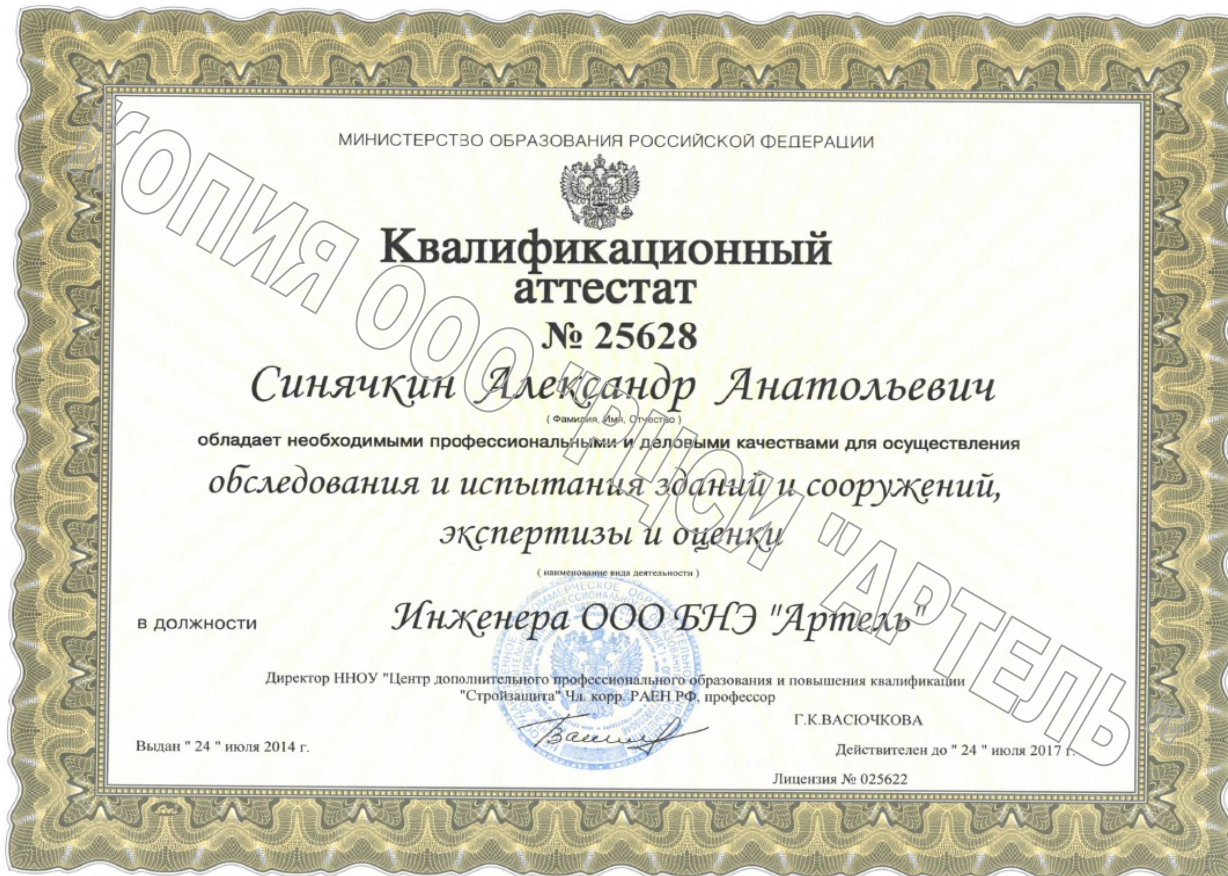 МИНИСТЕРСТВО ОБРАЗОВАНИЯ РОССИЙСКОЙ ФЕДЕРАЦИИ
Квалификационный
аттестат
№ 25628
Синячкин Александр Анатольевич
( Фамилия, Имя, Отчество )
обладает необходимыми профессиональными и деловыми качествами для осуществления
обследования и испытания зданий и сооружений,
экспертизы и оценки
( наименование вида деятельности )
в должности Инженера ООО БНЭ "Артель"
Директор ННОУ "Центр дополнительного профессионального образования и повышения квалификации
"Стройзащита" Чл. корр. РАЕН РФ, профессор
Г.К.ВАСЮЧКОВА
Выдан " 24 " июля 2014 г. Действителен до " 24 " июля 2017 г.
Лицензия № 025622
КОПИЯ ООО "РЦСИ "АРТЕЛЬ"